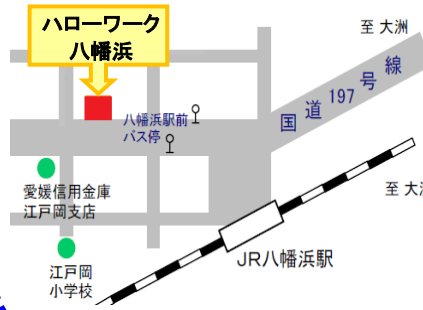 ハローワーク
八幡浜
至 大洲
国道197号線
八幡浜駅前
バス停
愛媛信用金庫
江戸岡支店
至 大
JR八幡浜駅
江戸岡
小学校